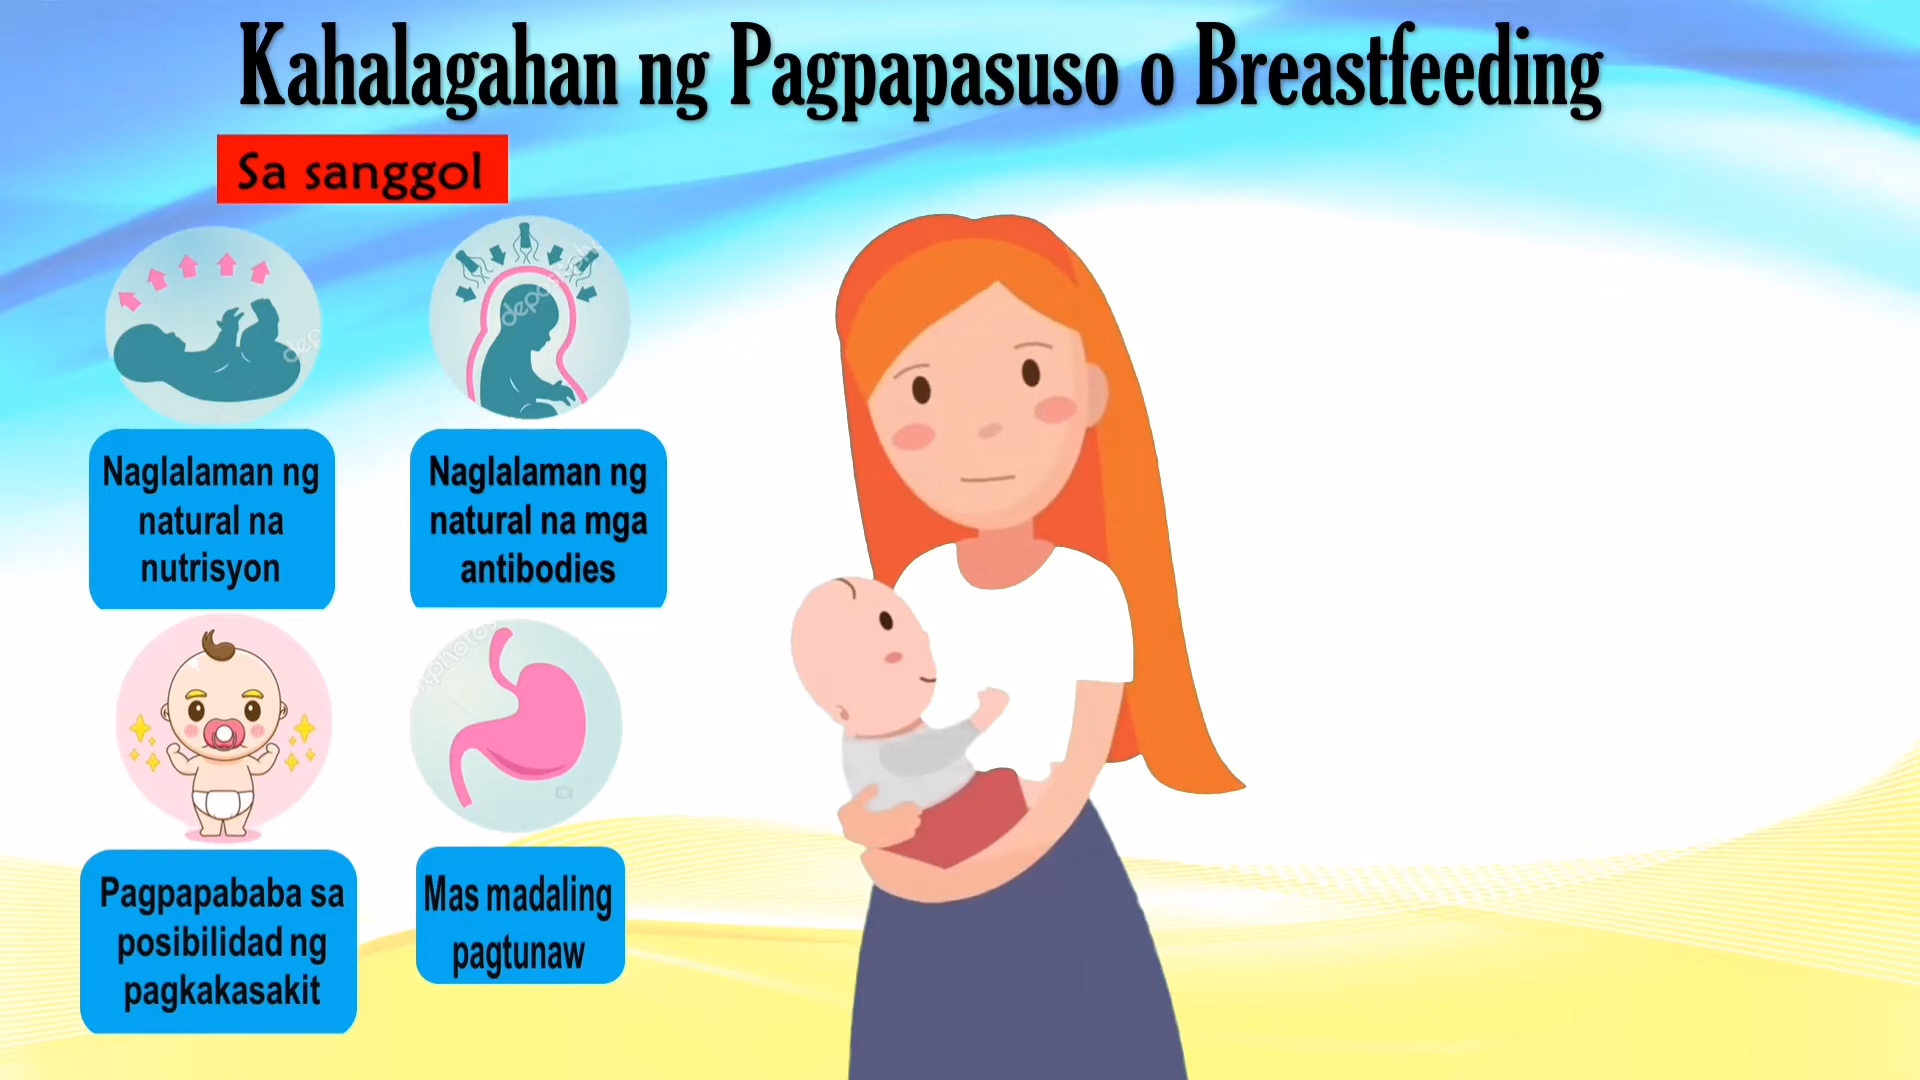 Kahalagahan ng Pagpapasuso o Breastfeeding
Sa sanggol
Naglalaman ng
natural na
nutrisyon
Naglalaman ng
natural na mga
antibodies
Pagpapababa sa
posibilidad ng
pagkakasakit
Mas madaling
pagtunaw